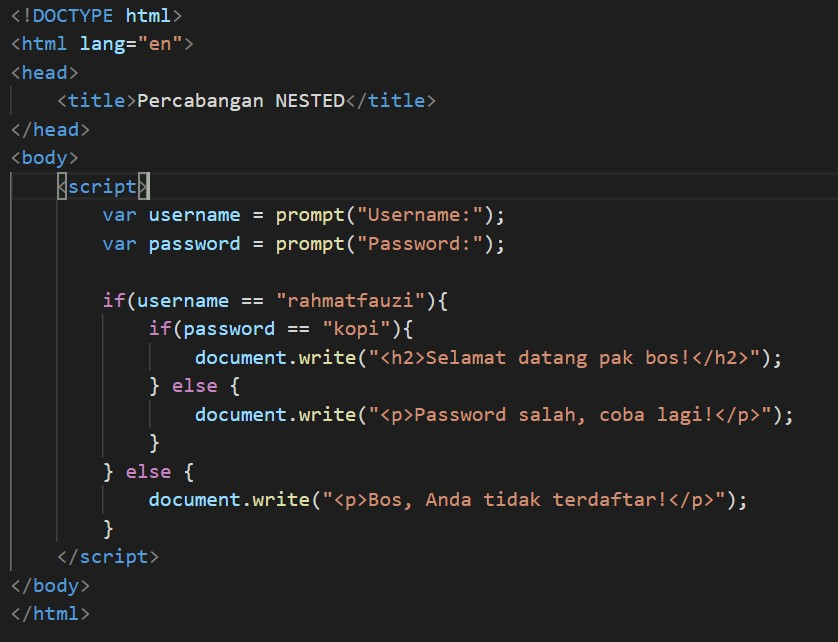 <!DOCTYPE html>
<html lang="en">
<head>
    <title>Percabangan NESTED</title>
</head>
<body>
    <script>
        var username = prompt("Username:");
        var password = prompt("Password:");

        if(username == "rahmatfauzi"){
            if(password == "kopi"){
                document.write("<h2>Selamat datang pak bos!</h2>");
            } else {
                document.write("<p>Password salah, coba lagi!</p>");
            }
        } else {
            document.write("<p>Bos, Anda tidak terdaftar!</p>");
        }
    </script>
</body>
</html>